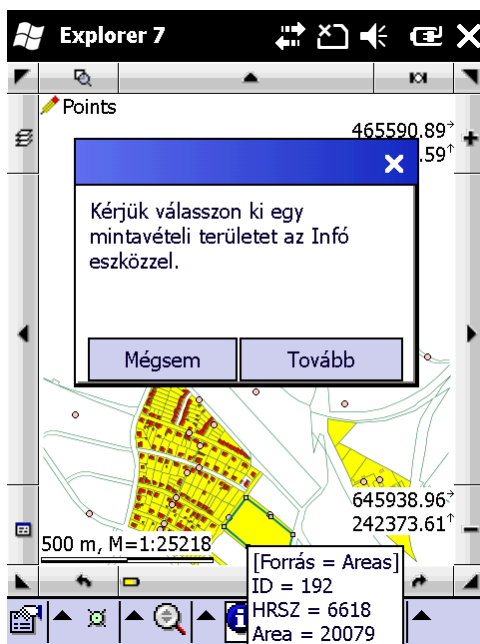 Explorer 7
Points
465590.89
.59
Kérjük válasszon ki egy
mintavételi területet az Infó
eszközzel.
Mégsem
Tovább
645938.96
242373.61
500 m, M=1:25218
[Forrás = Areas]
ID = 192
HRSZ = 6618
Area = 20079